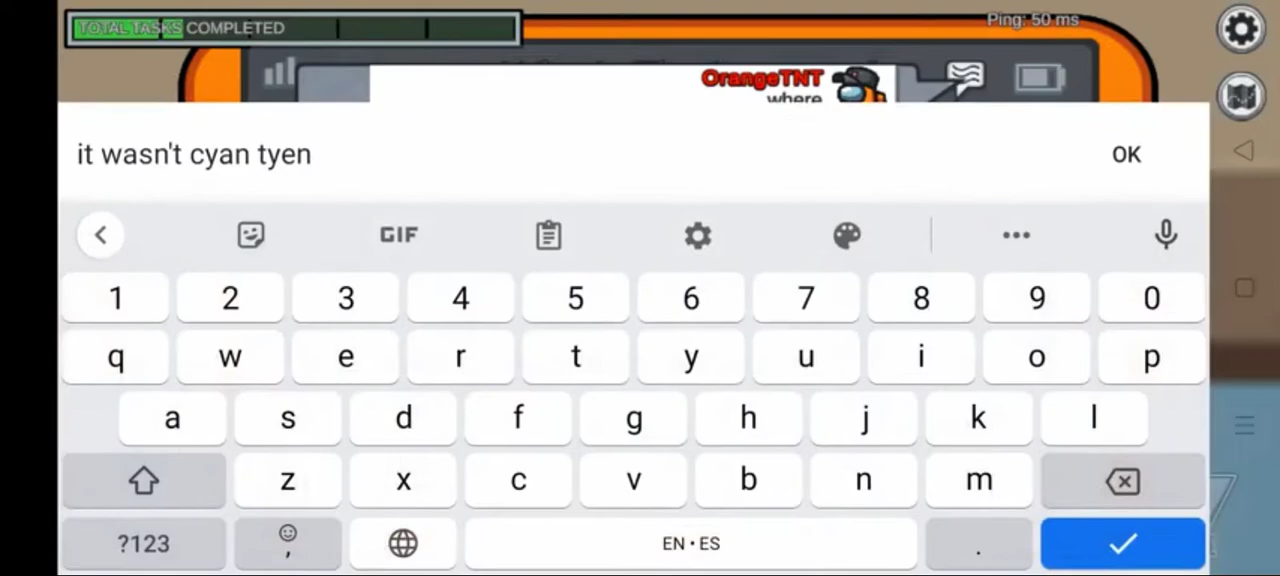 TOTAL TASKS COMPLETED
Ping: 50 ms
OrangeTNT
where
it wasn't cyan tyen
OK
GIF
1 2 3 4 5 6 7 8 9 0
q w e r t y u i o p
a s d f g h j k l
z x c v b n m
?123 , EN • ES .